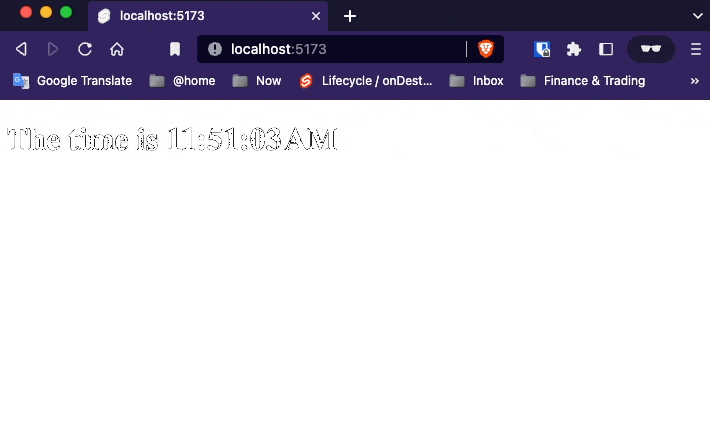 localhost:5173
localhost:5173
Google Translate @home Now Lifecycle / onDest... Inbox Finance & Trading »
The time is 11:51:03 AM